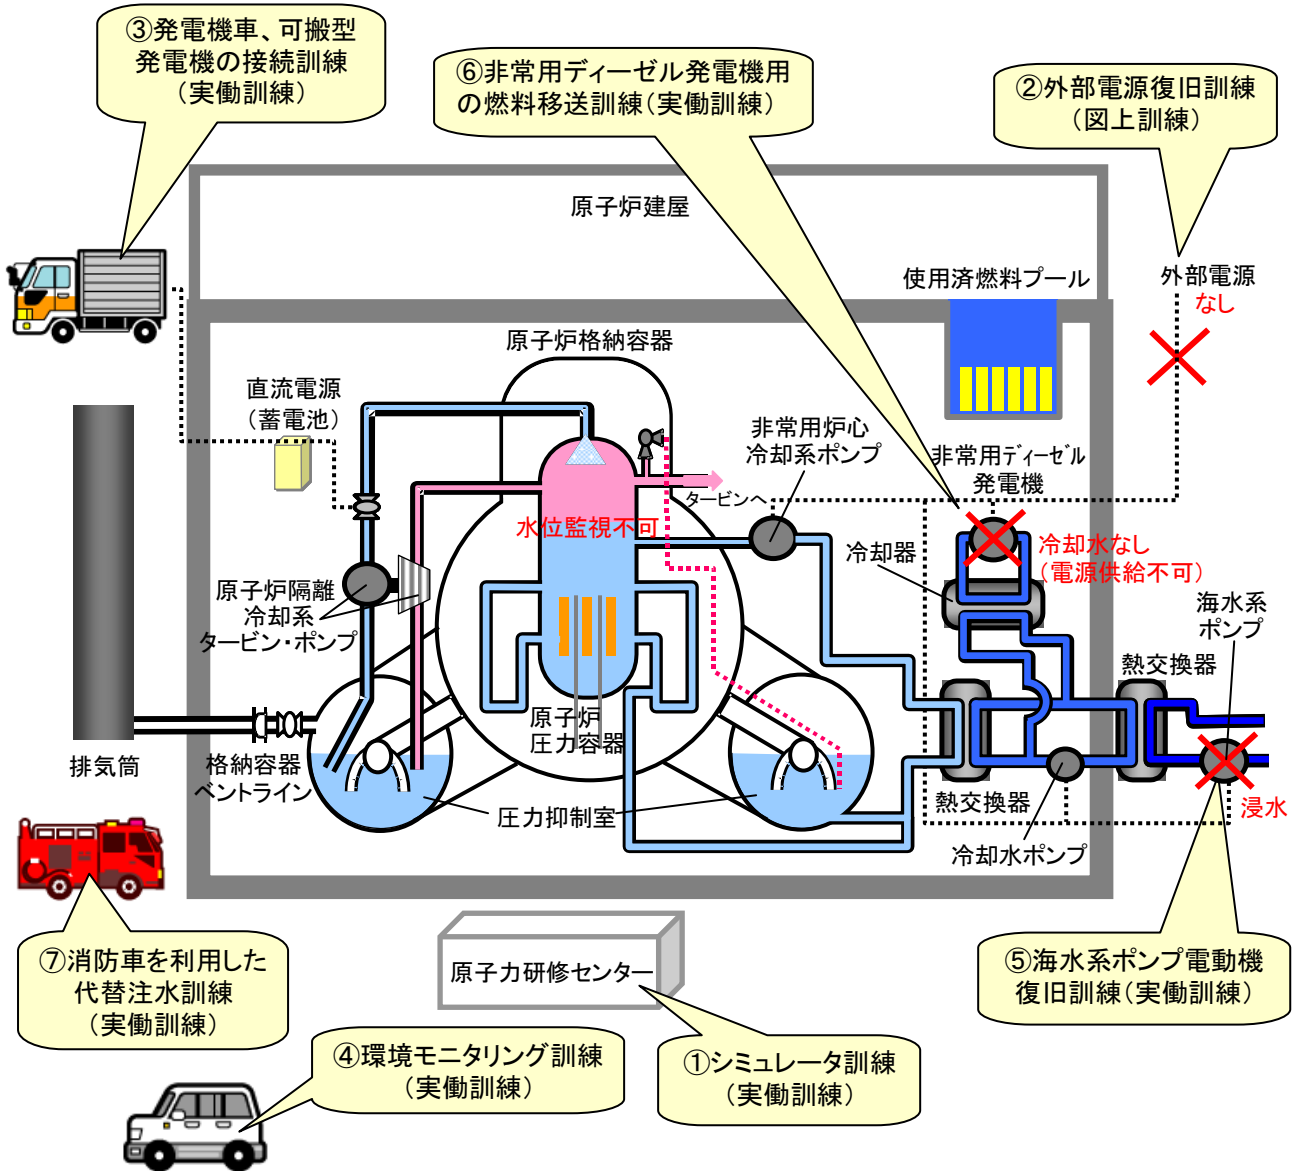 ③発電機車、可搬型
発電機の接続訓練
（実働訓練）
⑥非常用ディーゼル発電機用
の燃料移送訓練（実働訓練）
②外部電源復旧訓練
（図上訓練）
原子炉建屋
使用済燃料プール
外部電源
なし
原子炉格納容器
直流電源
（蓄電池）
非常用炉心
冷却系ポンプ
非常用ディーゼル
発電機
タービンへ
水位監視不可
冷却器
冷却水なし
（電源供給不可）
原子炉隔離
冷却系
タービン・ポンプ
海水系
ポンプ
熱交換器
原子炉
圧力容器
排気筒
格納容器
ベントライン
圧力抑制室
熱交換器
浸水
冷却水ポンプ
⑦消防車を利用した
代替注水訓練
（実働訓練）
原子力研修センター
⑤海水系ポンプ電動機
復旧訓練（実働訓練）
④環境モニタリング訓練
（実働訓練）
①シミュレータ訓練
（実働訓練）